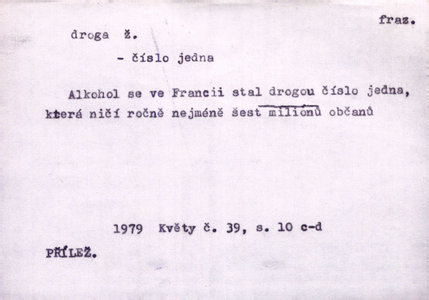 fraz.
droga ž.
- číslo jedna
Alkohol se ve Francii stal drogou číslo jedna,
která ničí ročně nejméně šest milionů občanů
1979 Květy č. 39, s. 10 c-d
PŘÍLEŽ.